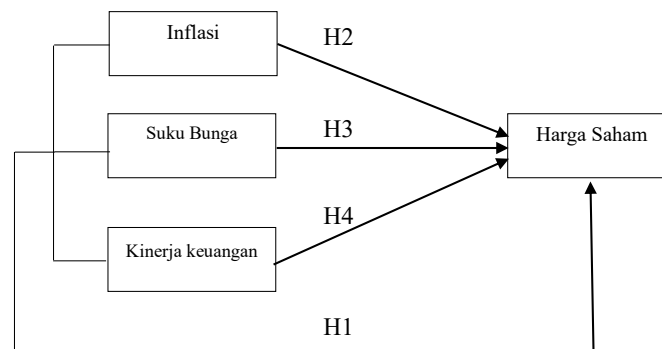 Inflasi
H2
Suku Bunga
H3
Harga Saham
Kinerja keuangan
H4
H1